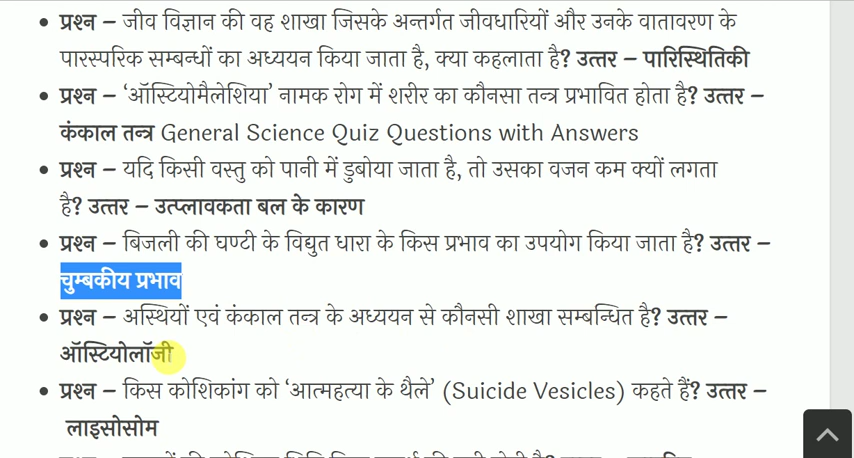 • प्रश्न – जीव विज्ञान की वह शाखा जिसके अन्तर्गत जीवधारियों और उनके वातावरण के
पारस्परिक सम्बन्धों का अध्ययन किया जाता है, क्या कहलाता है? उत्तर – पारिस्थितिकी
• प्रश्न – ‘ऑस्टियोमैलेशिया’ नामक रोग में शरीर का कौनसा तन्त्र प्रभावित होता है? उत्तर –
कंकाल तन्त्र General Science Quiz Questions with Answers
• प्रश्न – यदि किसी वस्तु को पानी में डुबोया जाता है, तो उसका वजन कम क्यों लगता
है? उत्तर – उत्प्लावकता बल के कारण
• प्रश्न – बिजली की घण्टी के विद्युत धारा के किस प्रभाव का उपयोग किया जाता है? उत्तर –
चुम्बकीय प्रभाव
• प्रश्न – अस्थियों एवं कंकाल तन्त्र के अध्ययन से कौनसी शाखा सम्बन्धित है? उत्तर –
ऑस्टियोलॉजी
• प्रश्न – किस कोशिकांग को ‘आत्महत्या के थैले’ (Suicide Vesicles) कहते हैं? उत्तर –
लाइसोसोम